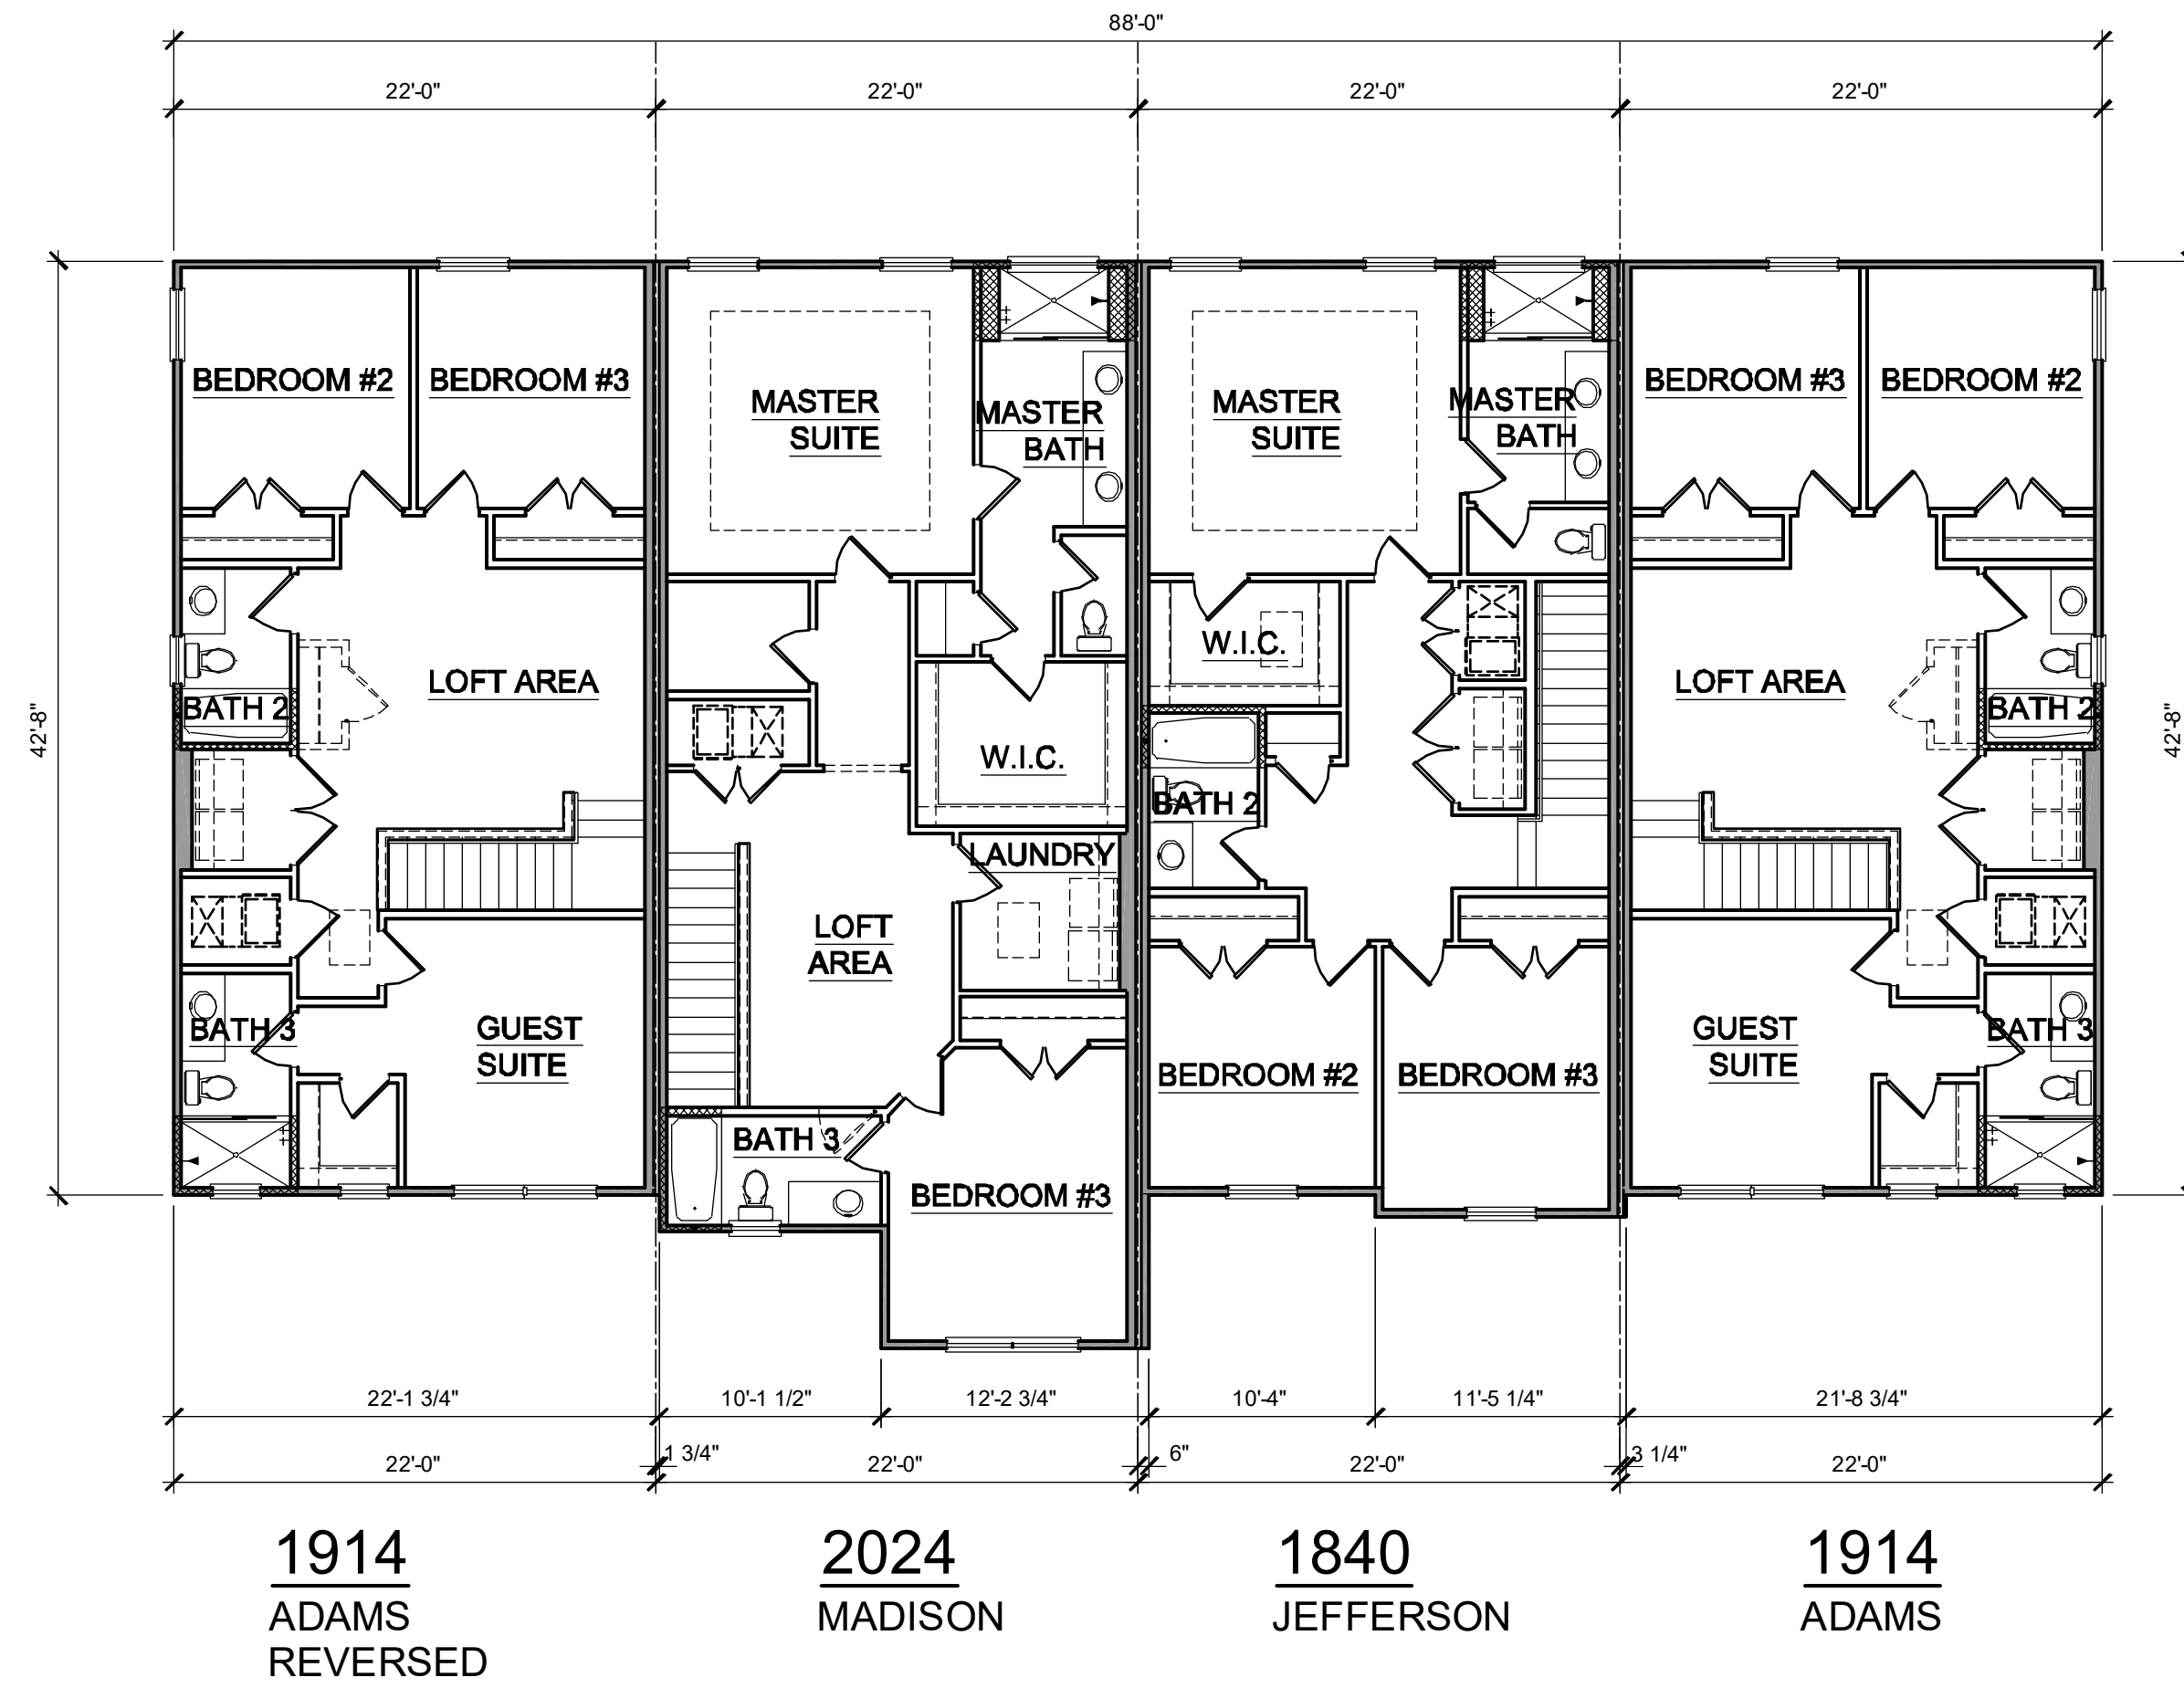 88'-0"
22'-0" 22'-0" 22'-0" 22'-0"
BEDROOM #2 BEDROOM #3 BEDROOM #3 BEDROOM #2
MASTER MASTER
SUITE SUITE
MASTER MASTER
BATH BATH
W.I.C.
LOFT AREA LOFT AREA
BATH 2 BATH 2
42'-8" 42'-8"
W.I.C.
BATH 2
LAUNDRY
LOFT
AREA
BATH 3 BATH 3
GUEST GUEST
SUITE SUITE
BEDROOM #2 BEDROOM #3
BATH 3
BEDROOM #3
22'-1 3/4" 10'-1 1/2" 12'-2 3/4" 10'-4" 11'-5 1/4" 21'-8 3/4"
1 3/4" 6" 3 1/4"
22'-0" 22'-0" 22'-0" 22'-0"
1914
ADAMS
REVERSED
2024
MADISON
1840
JEFFERSON
1914
ADAMS